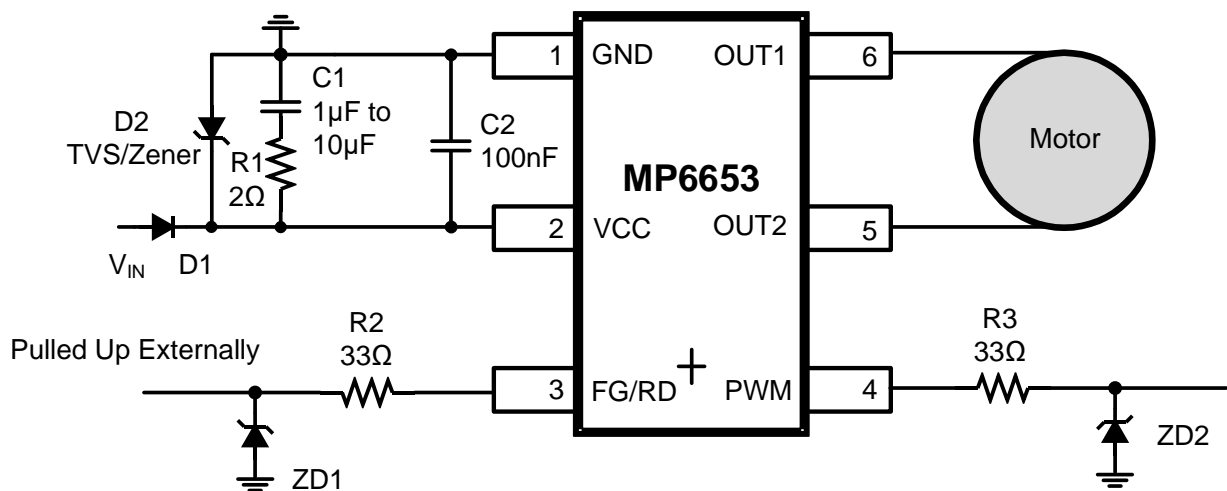 1 GND OUT1 6
C1
1µF to
10µF
D2
TVS/Zener
R1
2Ω
C2
100nF
MP6653
Motor
2 VCC OUT2 5
VIN D1
Pulled Up Externally
R2
33Ω
R3
33Ω
3 FG/RD PWM 4
ZD1
ZD2